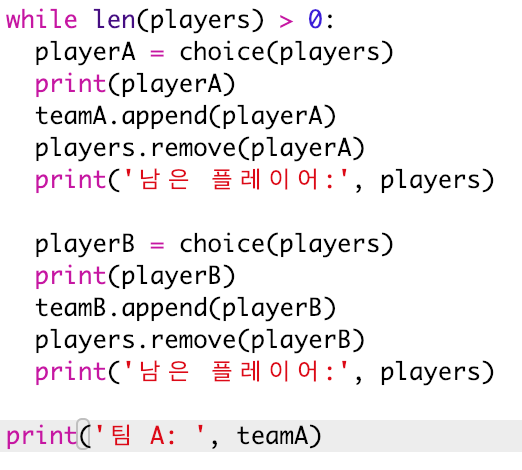 while len(players) > 0:
  playerA = choice(players)
  print(playerA)
  teamA.append(playerA)
  players.remove(playerA)
  print('남은 플레이어:', players)

  playerB = choice(players)
  print(playerB)
  teamB.append(playerB)
  players.remove(playerB)
  print('남은 플레이어:', players)

print('팀 A: ', teamA)